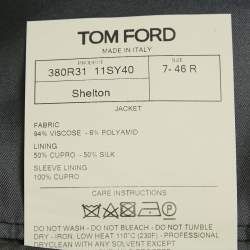 TOM FORD
MADE IN ITALY
PRODUCT SIZE
380R31 11SY40 7- 46 R
Shelton
JACKET
FABRIC
94% VISCOSE - 6% POLYAMID
LINING
50% CUPRO - 50% SILK
SLEEVE LINING
100% CUPRO
CARE INSTRUCTIONS
DO NOT WASH - DO NOT BLEACH - DO NOT TUMBLE
DRY - IRON, LOW HEAT 110°C (230F) - PROFESSIONAL
DRYCLEANING WITH ANY SOLVENT EXCEPT